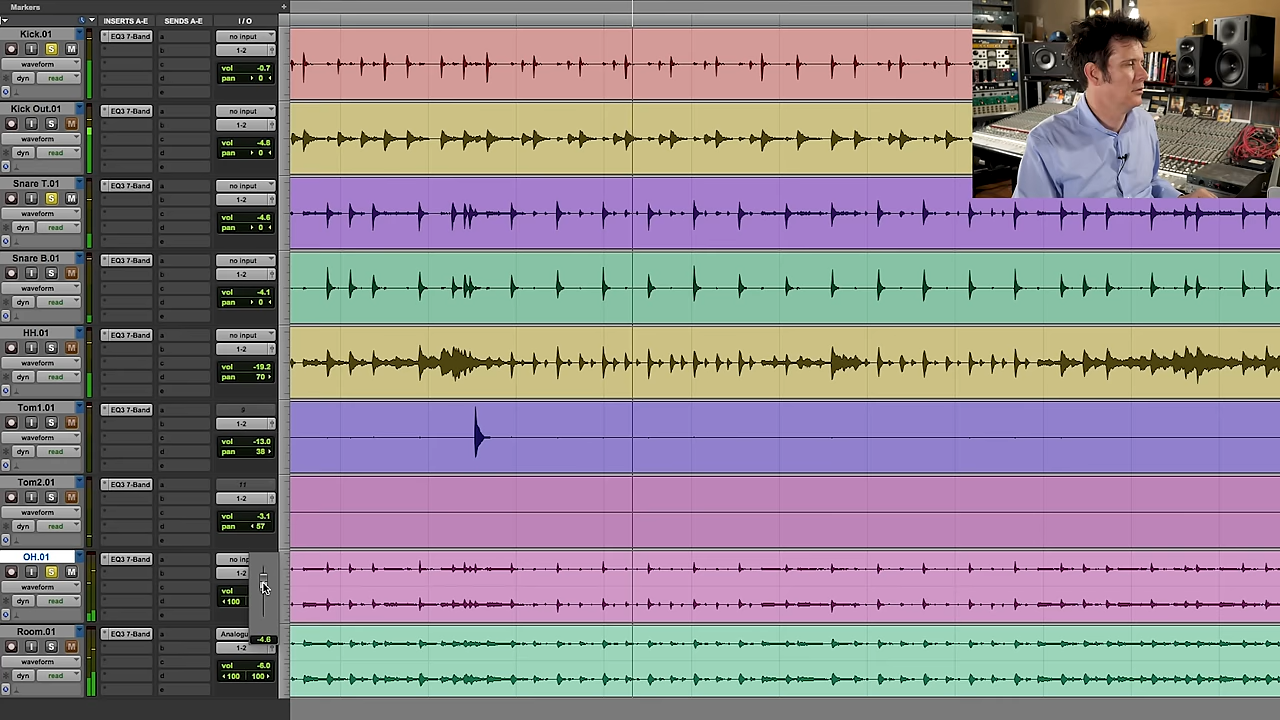 Markers
INSERTS A-E SENDS A-E I / O
Kick.01 EQ3 7-Band a no input
I S M b 1-2
waveform c vol -0.7
dyn read d pan 0
e
Kick Out.01 EQ3 7-Band a no input
I S M b 1-2
waveform c vol -4.8
dyn read d pan 0
e
Snare T.01 EQ3 7-Band a no input
I S M b 1-2
waveform c vol -4.6
dyn read d pan 0
e
Snare B.01 EQ3 7-Band a no input
I S M b 1-2
waveform c vol -4.1
dyn read d pan 0
e
HH.01 EQ3 7-Band a no input
I S M b 1-2
waveform c vol -19.2
dyn read d pan 70
e
Tom1.01 EQ3 7-Band a 9
I S M b 1-2
waveform c vol -13.0
dyn read d pan 38
e
Tom2.01 EQ3 7-Band a 11
I S M b 1-2
waveform c vol -3.1
dyn read d pan 57
e
OH.01 EQ3 7-Band a no inp
I S M b 1-2
waveform c vol
dyn read d 100
e -4.6
Room.01 EQ3 7-Band a Analogu
I S M b 1-2
waveform c vol -6.0
dyn read d 100 100
e